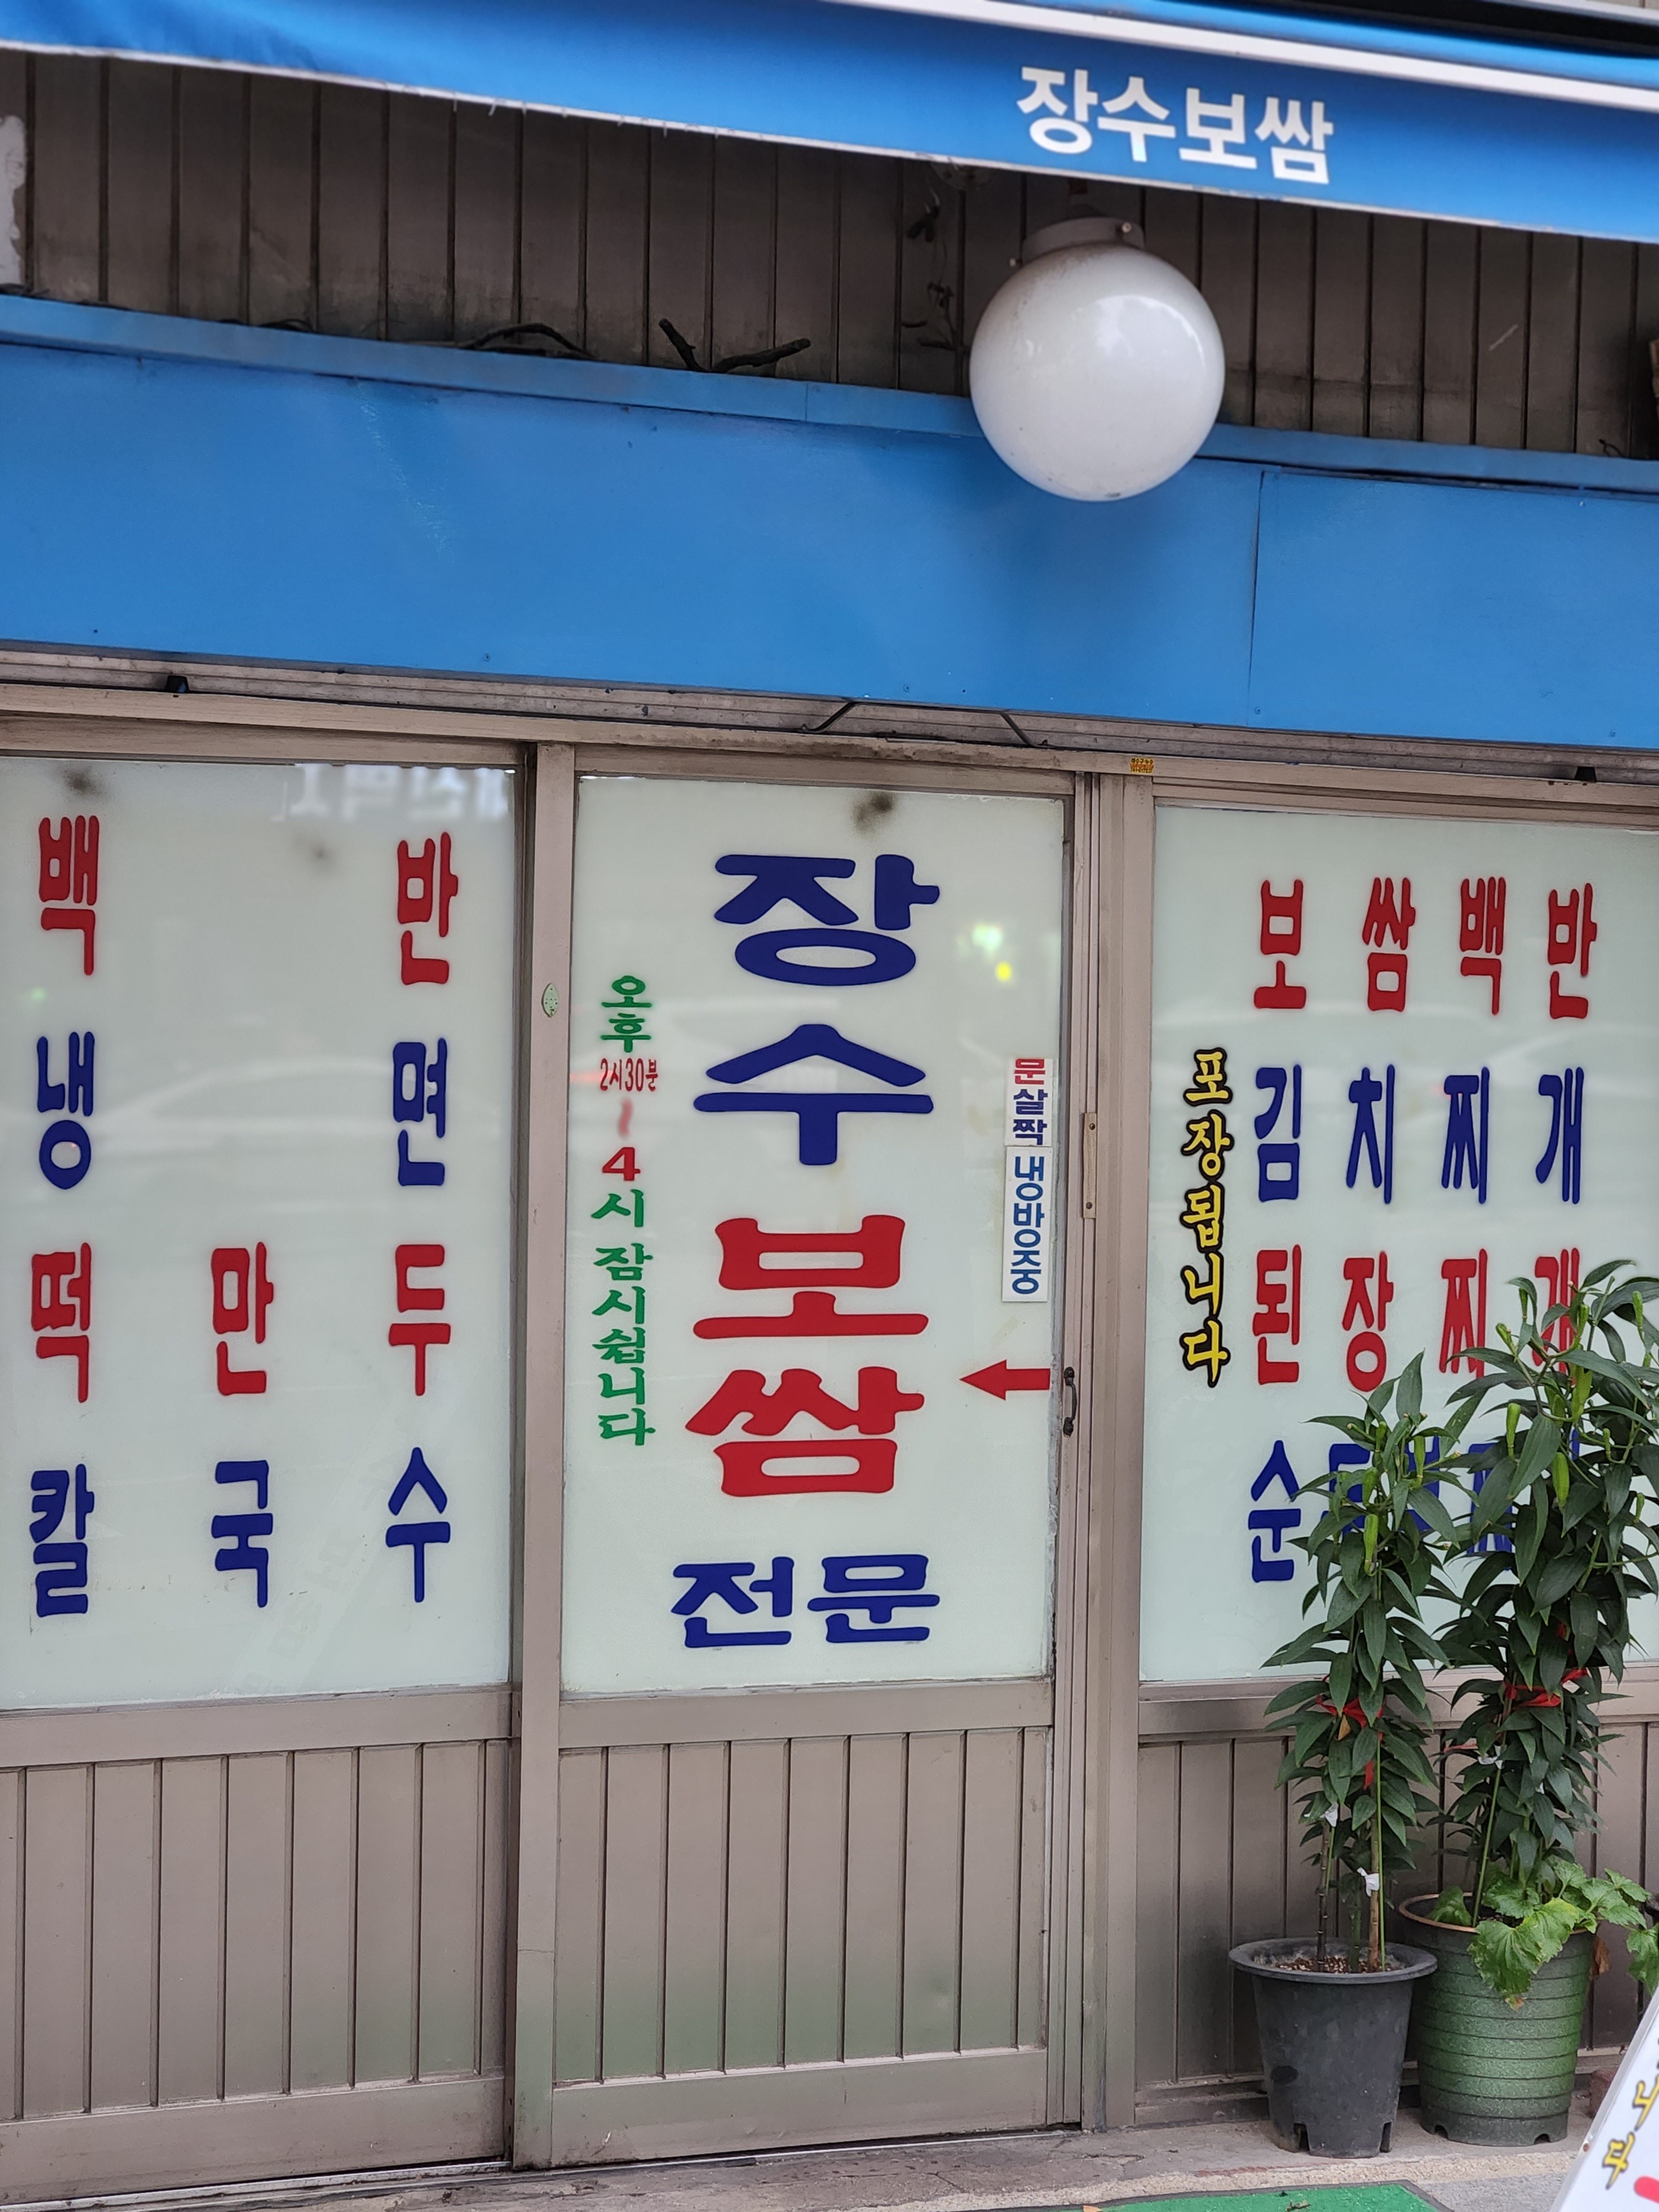 장수보쌈
백반
냉면
떡만두
칼국수
장수보쌈
전문
오후
2시30분
~
4시 잠시쉽니다
문살짝
냉방중
보쌈백반
김치찌개
된장찌개
순
포장됩니다